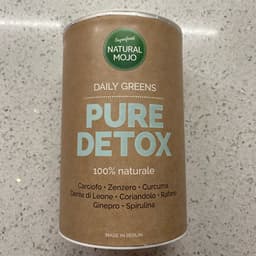 Superfood
NATURAL
MOJO
DAILY GREENS
PURE
DETOX
100% naturale
Carciofo • Zenzero • Curcuma
Dente di Leone • Coriandolo • Rafano
Ginepro • Spirulina
MADE IN BERLIN